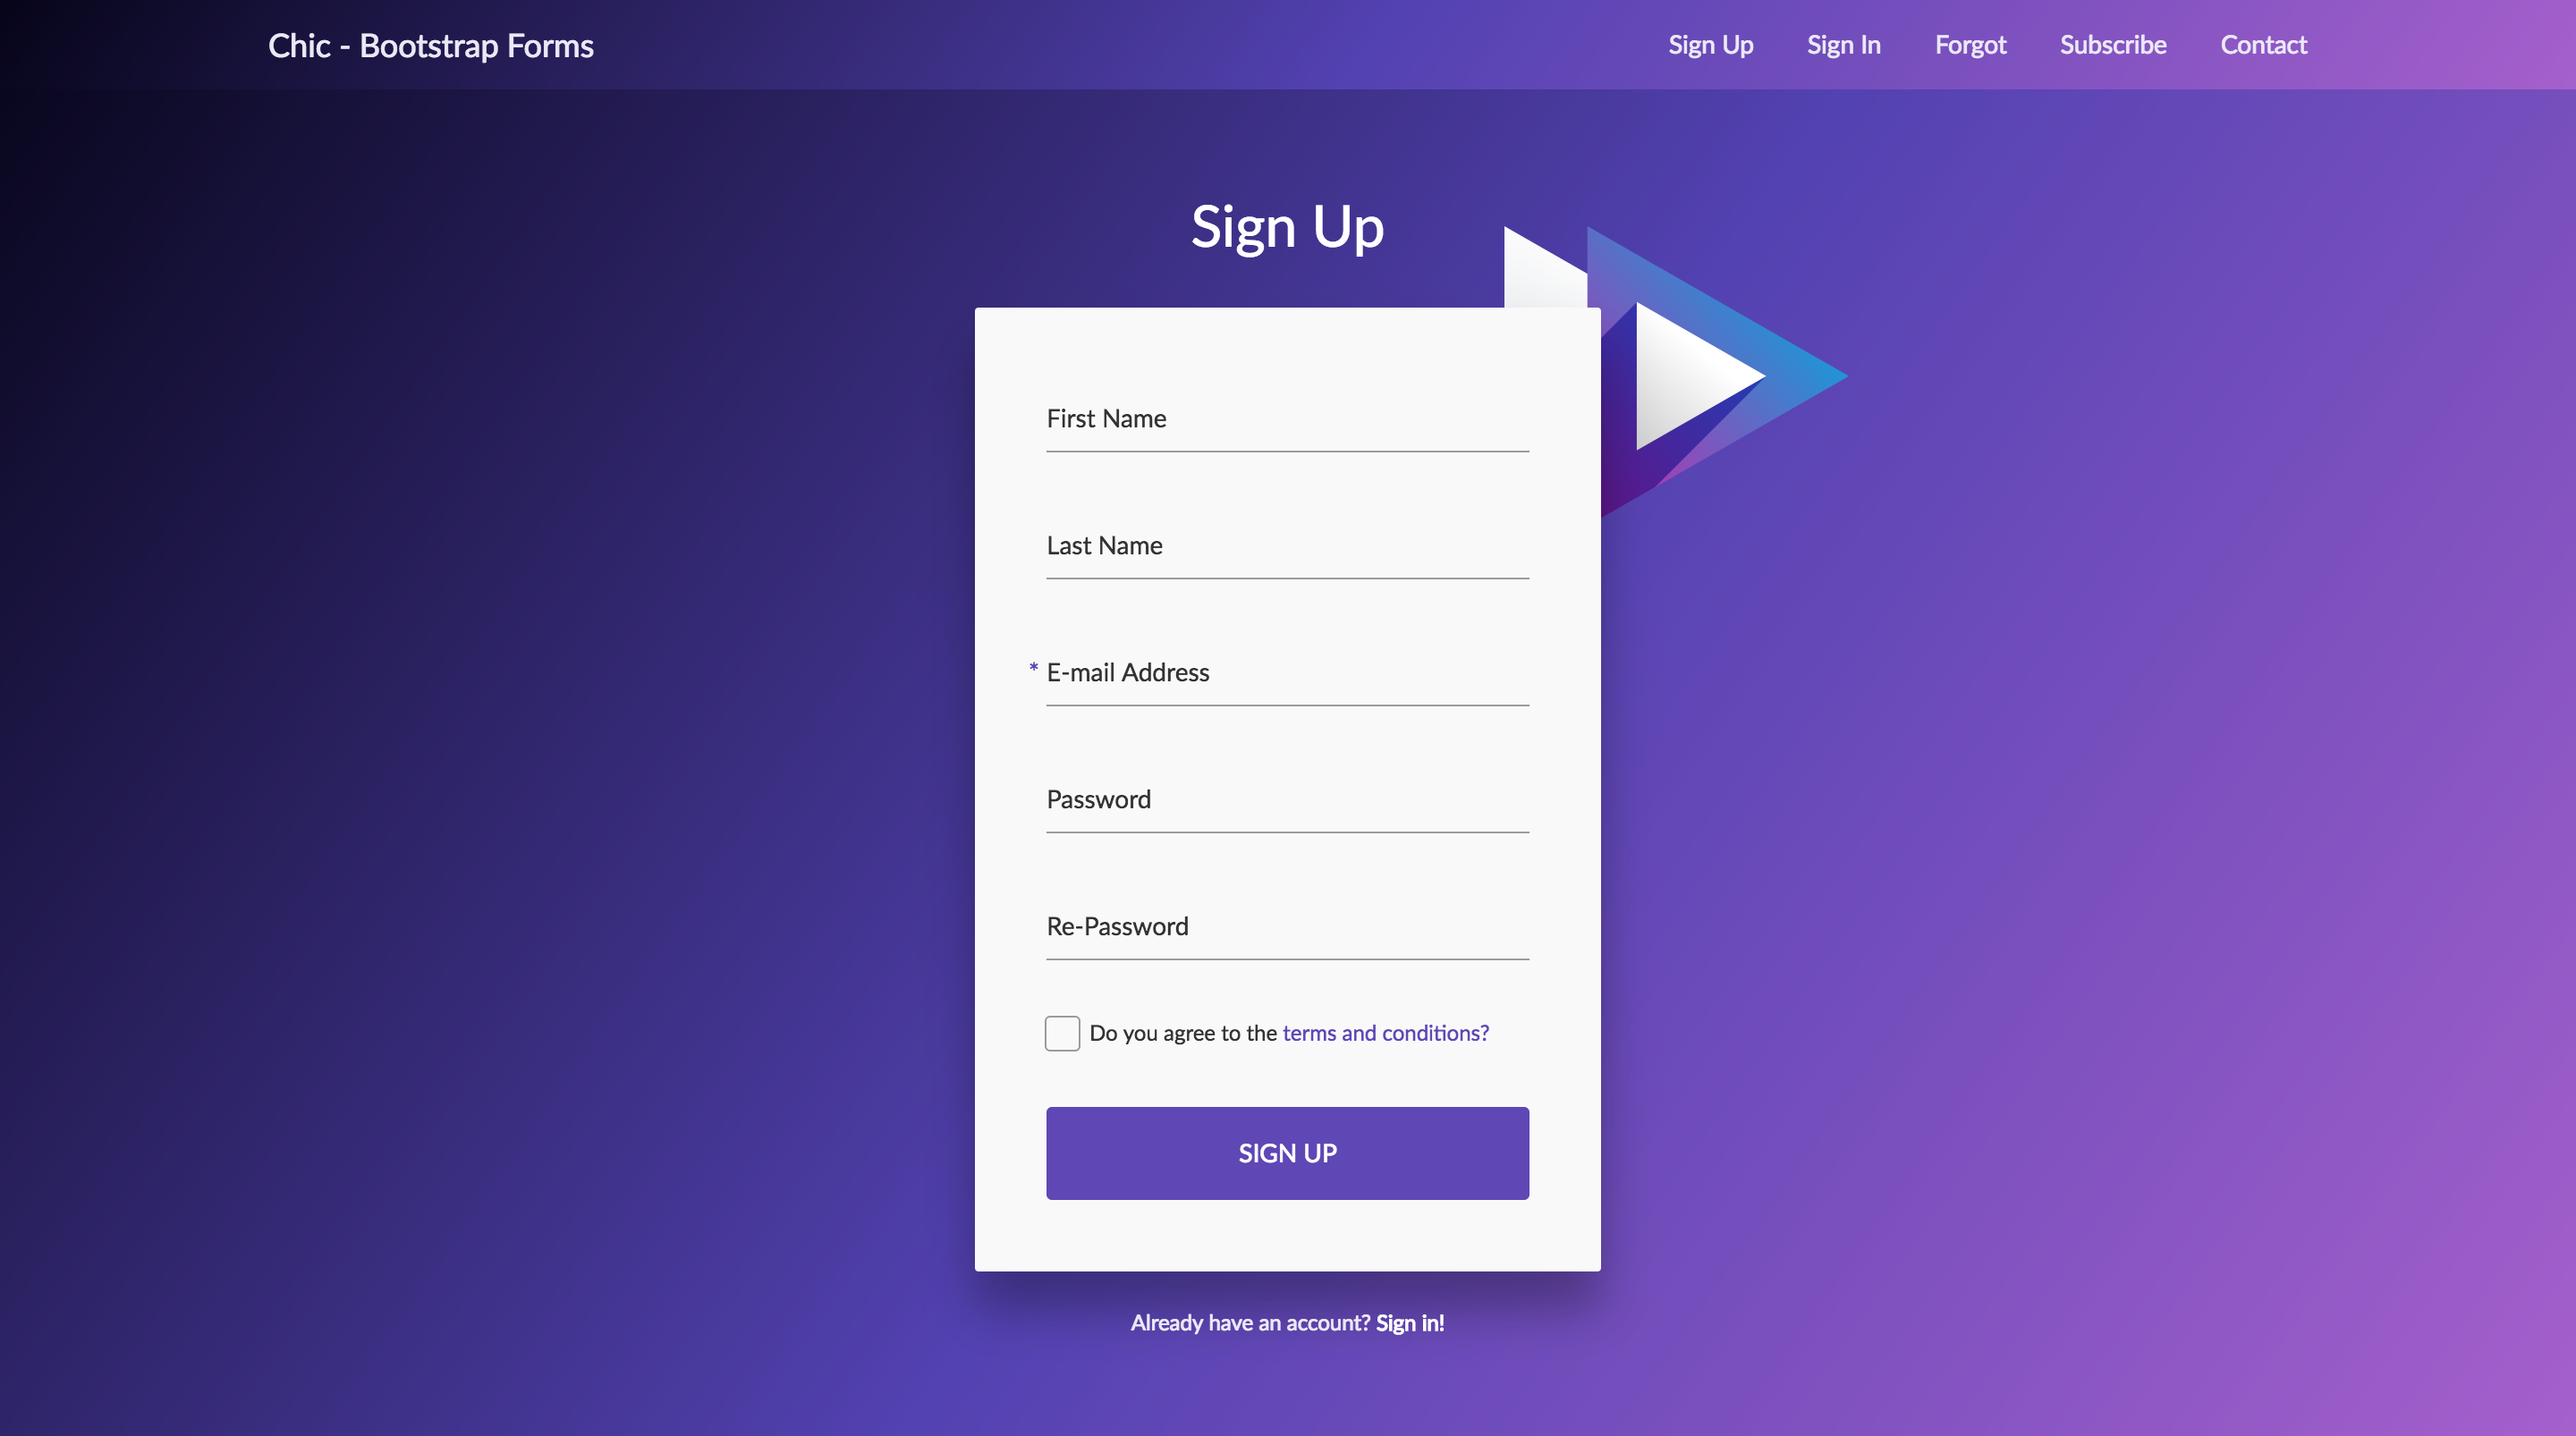 Chic - Bootstrap Forms
Sign Up
Sign In
Forgot
Subscribe
Contact
Sign Up
First Name
Last Name
* E-mail Address
Password
Re-Password
Do you agree to the terms and conditions?
SIGN UP
Already have an account? Sign in!